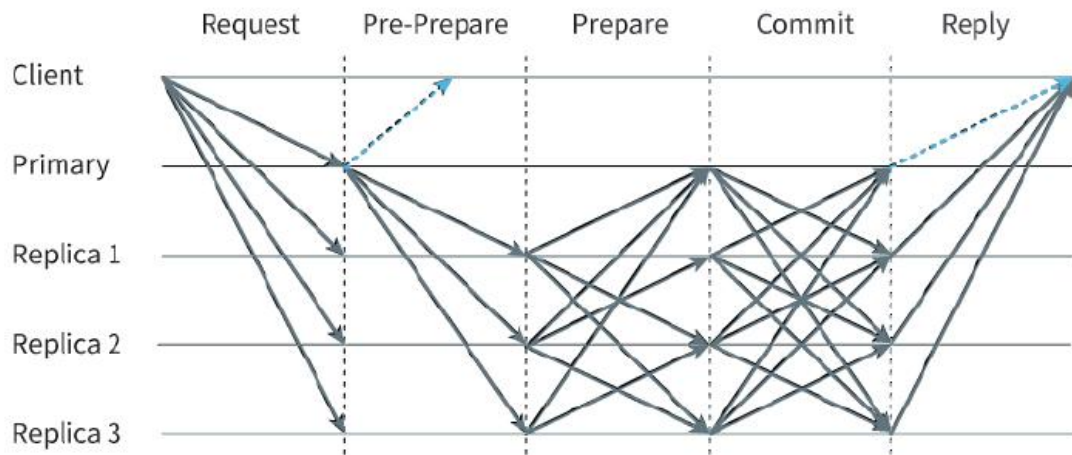 Request Pre-Prepare Prepare Commit Reply
Client
Primary
Replica 1
Replica 2
Replica 3